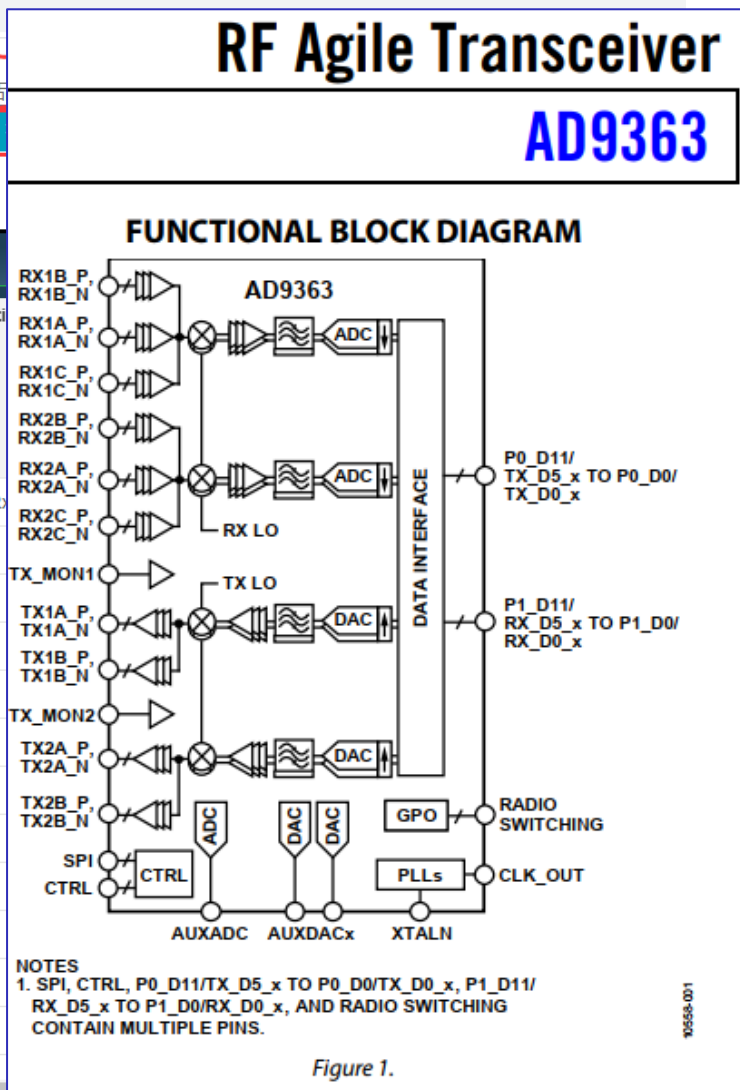 RF Agile Transceiver
AD9363
FUNCTIONAL BLOCK DIAGRAM
AD9363
RX1B_P,
RX1B_N
RX1A_P,
RX1A_N
ADC
RX1C_P,
RX1C_N
RX2B_P,
RX2B_N
RX2A_P,
RX2A_N
ADC
RX2C_P,
RX2C_N
RX LO
DATA INTERFACE
P0_D11/
TX_D5_x TO P0_D0/
TX_D0_x
TX_MON1
TX LO
TX1A_P,
TX1A_N
DAC
P1_D11/
RX_D5_x TO P1_D0/
RX_D0_x
TX1B_P,
TX1B_N
TX_MON2
TX2A_P,
TX2A_N
DAC
TX2B_P,
TX2B_N
ADC
DAC
DAC
GPO
RADIO
SWITCHING
SPI
CTRL
CTRL
PLLs
CLK_OUT
AUXADC
AUXDACx
XTALN
NOTES
1. SPI, CTRL, P0_D11/TX_D5_x TO P0_D0/TX_D0_x, P1_D11/
RX_D5_x TO P1_D0/RX_D0_x, AND RADIO SWITCHING
CONTAIN MULTIPLE PINS.
10558-001
Figure 1.